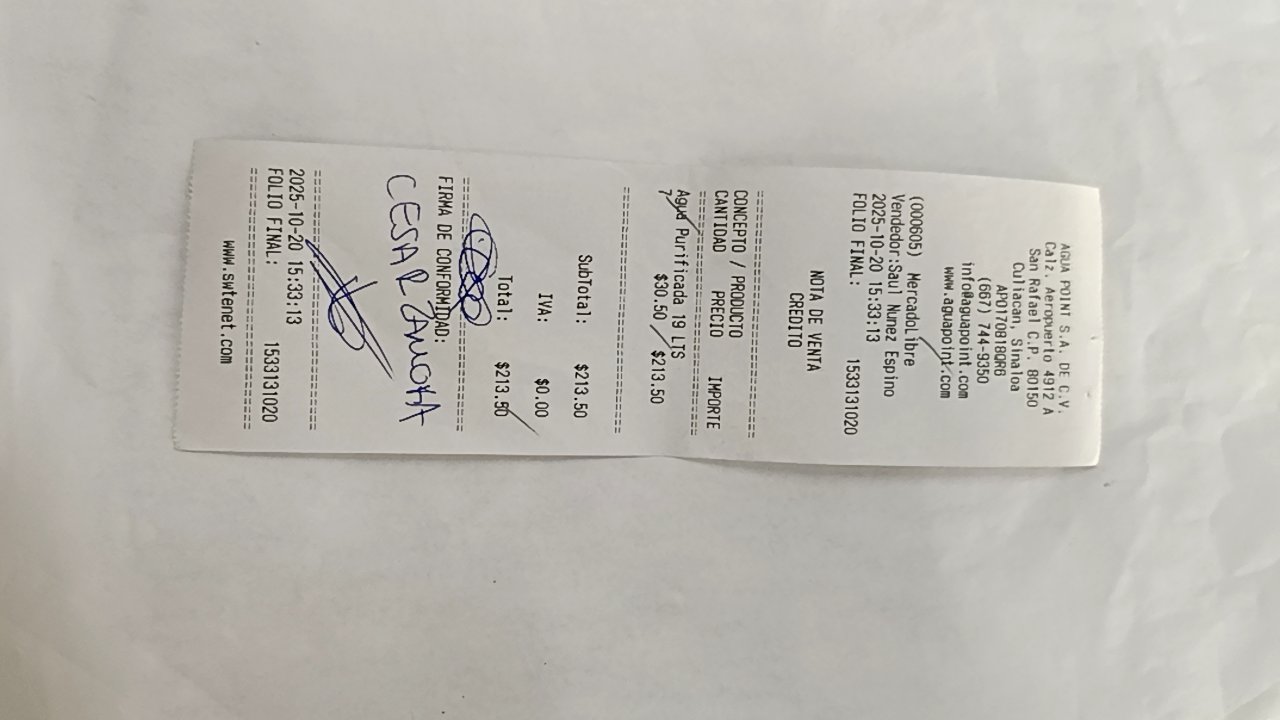 AGUA POINT S.A. DE C.V.
Calz. Aeropuerto 4912 A
San Rafael C.P. 80150
Culiacan, Sinaloa
APO170818QR6
(667) 744-9350
info@aguapoint.com
www.aguapoint.com
(000605) MercadoLibre
Vendedor:Saul Nunez Espino
2025-10-20 15:33:13
FOLIO FINAL: 1533131020
NOTA DE VENTA
CREDITO
==============================
CONCEPTO / PRODUCTO
CANTIDAD PRECIO IMPORTE
==============================
Agua Purificada 19 LTS
7 $30.50 $213.50
==============================
SubTotal: $213.50
IVA: $0.00
Total: $213.50
==============================
FIRMA DE CONFORMIDAD:
CESAR ZAMORA
==============================
2025-10-20 15:33:13
FOLIO FINAL: 1533131020
==============================
www.swtenet.com